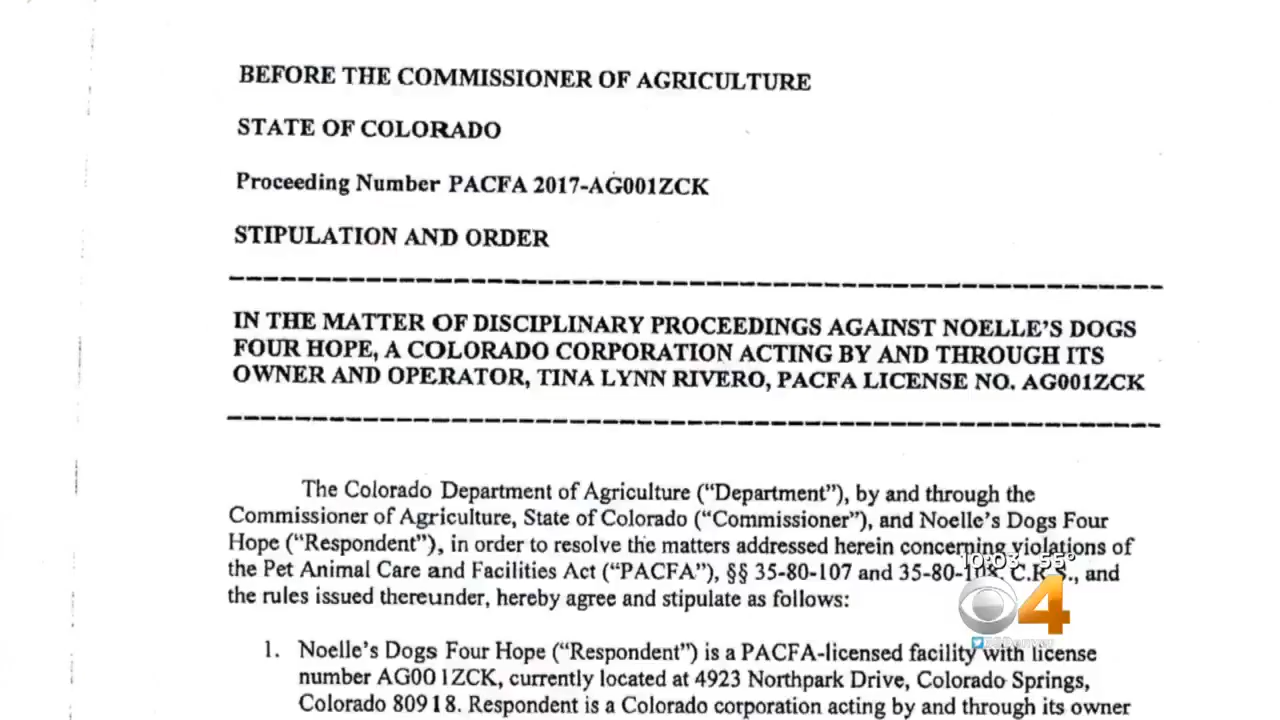 BEFORE THE COMMISSIONER OF AGRICULTURE
STATE OF COLORADO
Proceeding Number PACFA 2017-AG001ZCK
STIPULATION AND ORDER
IN THE MATTER OF DISCIPLINARY PROCEEDINGS AGAINST NOELLE'S DOGS
FOUR HOPE, A COLORADO CORPORATION ACTING BY AND THROUGH ITS
OWNER AND OPERATOR, TINA LYNN RIVERO, PACFA LICENSE NO. AG001ZCK
The Colorado Department of Agriculture ("Department"), by and through the
Commissioner of Agriculture, State of Colorado ("Commissioner"), and Noelle's Dogs Four
Hope ("Respondent"), in order to resolve the matters addressed herein concerning violations of
the Pet Animal Care and Facilities Act ("PACFA"), §§ 35-80-107 and 35-80-108, C.R.S., and
the rules issued thereunder, hereby agree and stipulate as follows:
10:03 55°
4
1. Noelle's Dogs Four Hope ("Respondent") is a PACFA-licensed facility with license
number AG001ZCK, currently located at 4923 Northpark Drive, Colorado Springs,
Colorado 80918. Respondent is a Colorado corporation acting by and through its owner